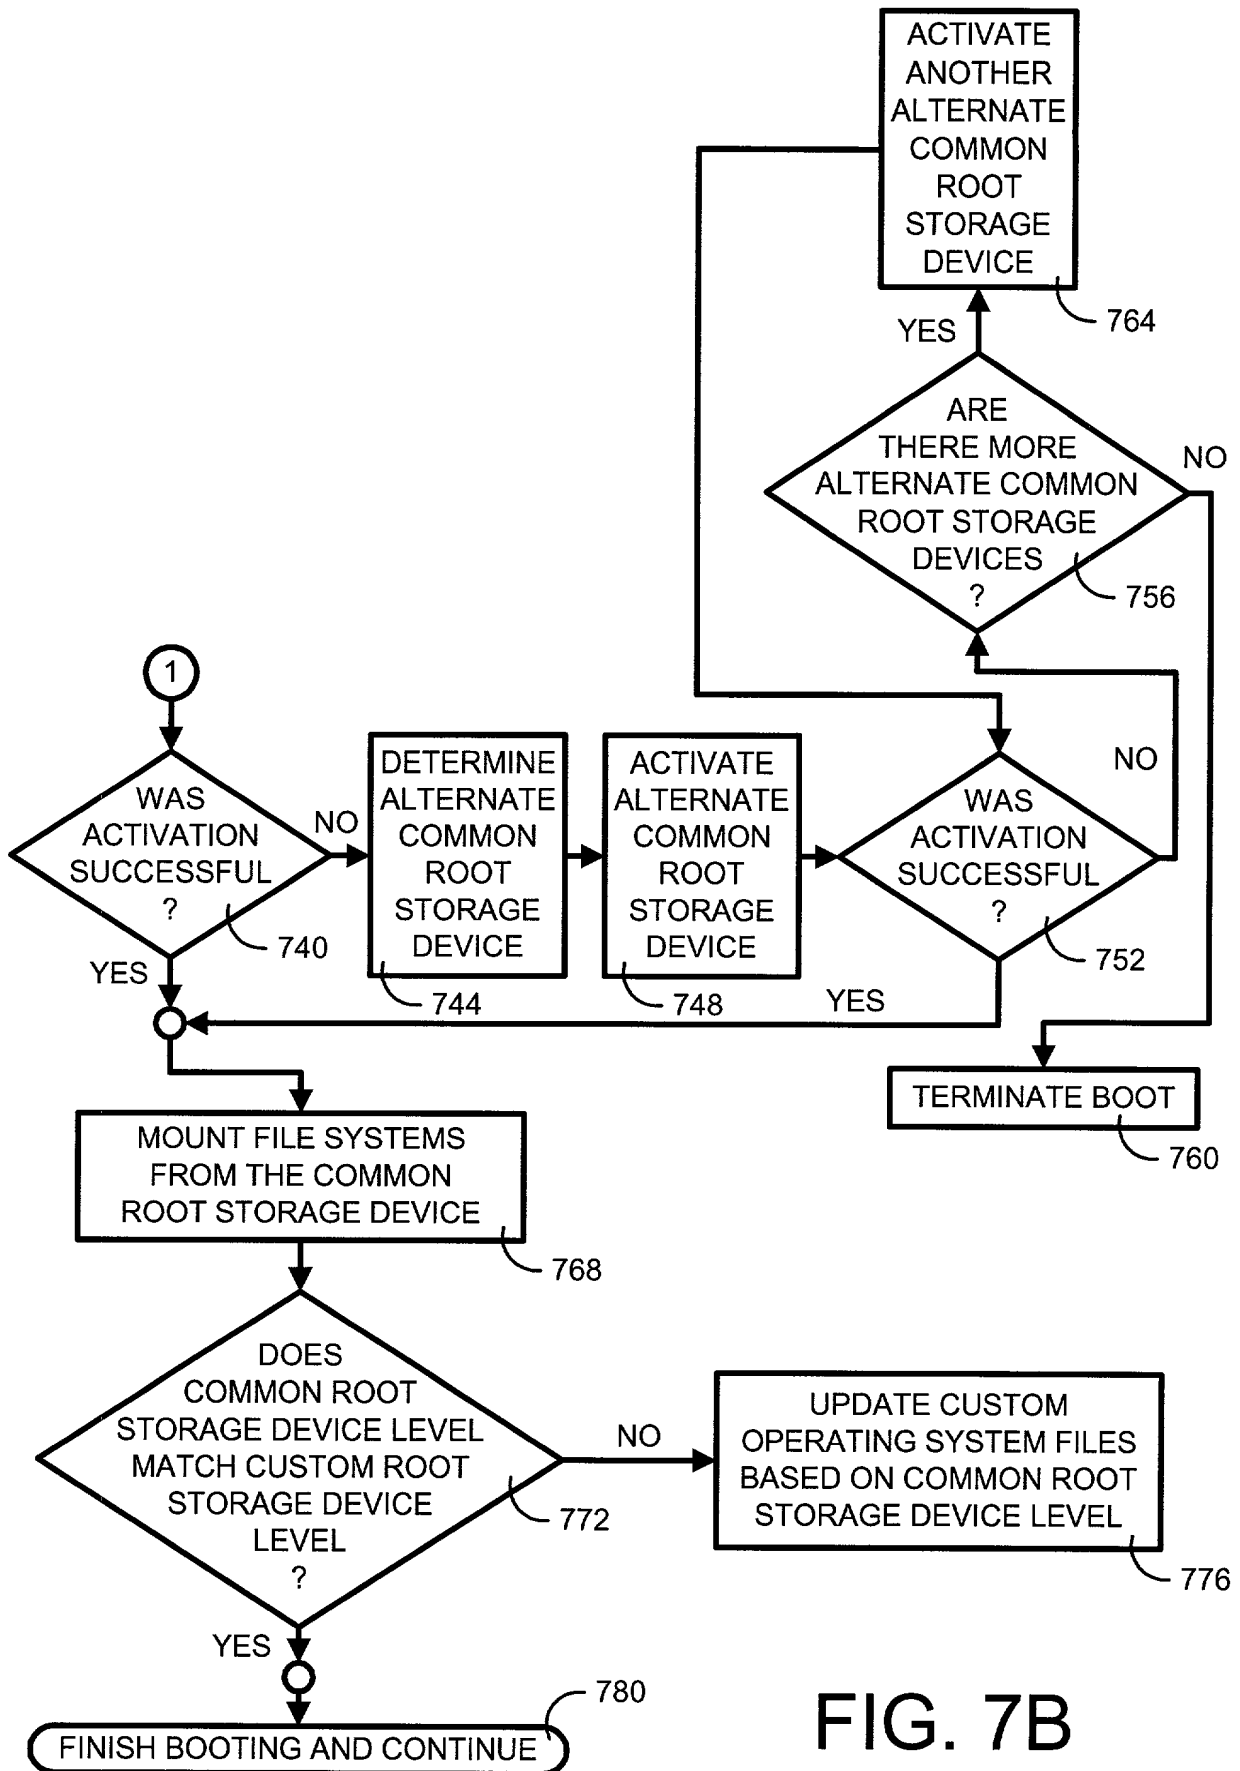 ACTIVATE
ANOTHER
ALTERNATE
COMMON
ROOT
STORAGE
DEVICE
764
YES
ARE
THERE MORE
ALTERNATE COMMON
ROOT STORAGE
DEVICES
?
756
NO
1
WAS
ACTIVATION
SUCCESSFUL
?
740
NO
YES
DETERMINE
ALTERNATE
COMMON
ROOT
STORAGE
DEVICE
744
ACTIVATE
ALTERNATE
COMMON
ROOT
STORAGE
DEVICE
748
WAS
ACTIVATION
SUCCESSFUL
?
752
NO
YES
TERMINATE BOOT
760
MOUNT FILE SYSTEMS
FROM THE COMMON
ROOT STORAGE DEVICE
768
DOES
COMMON ROOT
STORAGE DEVICE LEVEL
MATCH CUSTOM ROOT
STORAGE DEVICE
LEVEL
?
772
NO
UPDATE CUSTOM
OPERATING SYSTEM FILES
BASED ON COMMON ROOT
STORAGE DEVICE LEVEL
776
YES
780
FINISH BOOTING AND CONTINUE
FIG. 7B